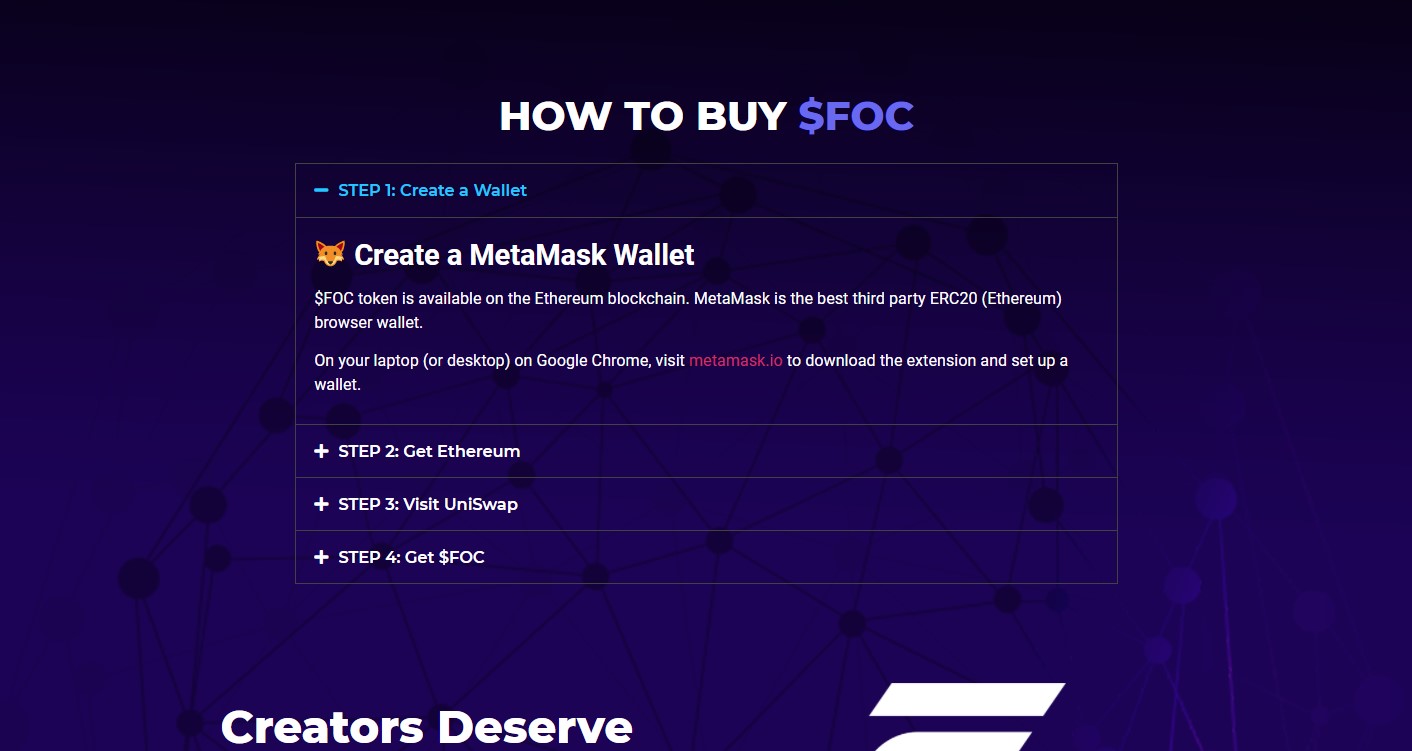 HOW TO BUY $FOC
STEP 1: Create a Wallet
Create a MetaMask Wallet
$FOC token is available on the Ethereum blockchain. MetaMask is the best third party ERC20 (Ethereum)
browser wallet.
On your laptop (or desktop) on Google Chrome, visit metamask.io to download the extension and set up a
wallet.
STEP 2: Get Ethereum
STEP 3: Visit UniSwap
STEP 4: Get $FOC
Creators Deserve